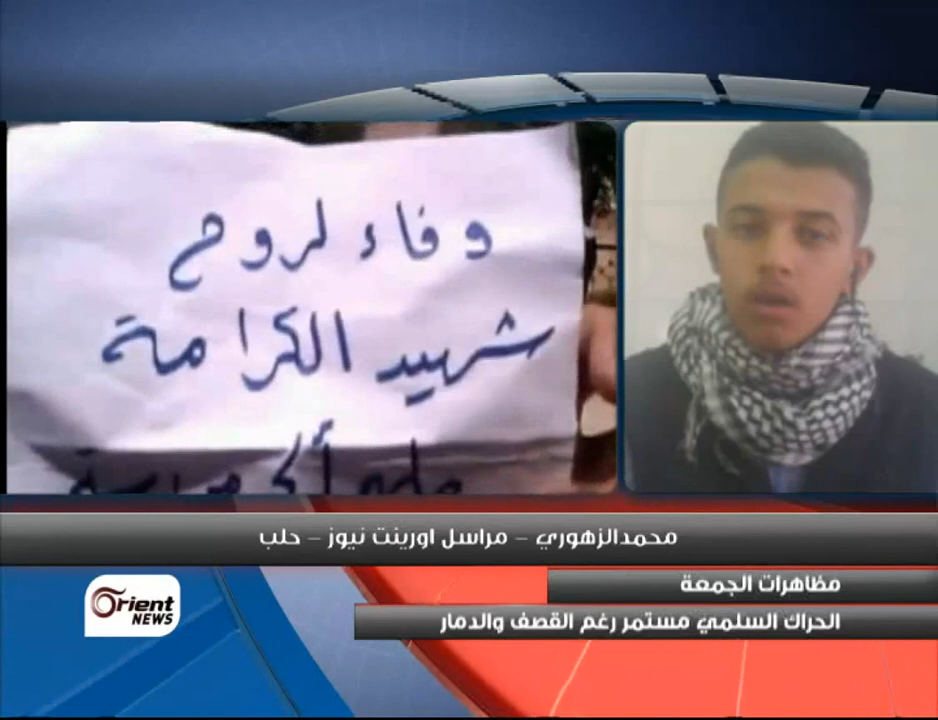 وفاء لروح
شهيد الكرامة
محمدالزهوري – مراسل اورينت نيوز – حلب
مظاهرات الجمعة
الحراك السلمي مستمر رغم القصف والدمار
Orient
NEWS